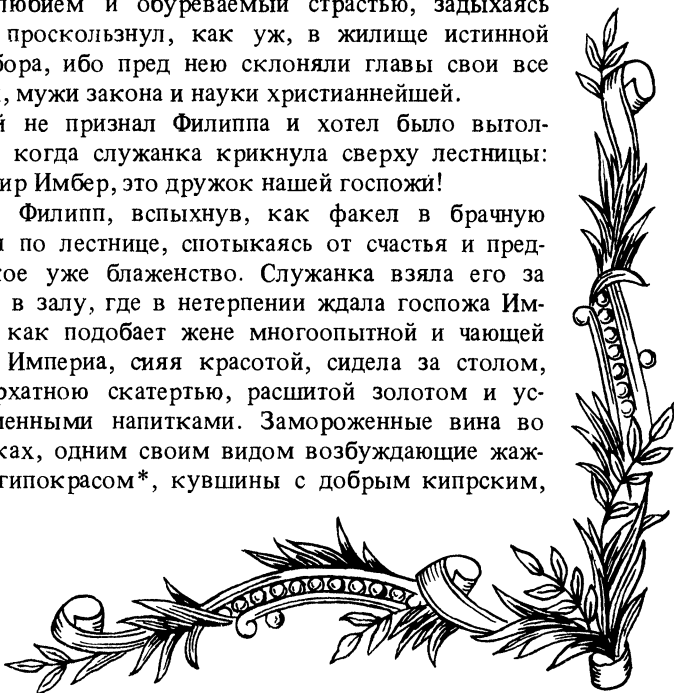 любием и обуреваемый страстью, задыхаясь
проскользнул, как уж, в жилище истинной
бора, ибо пред нею склоняли главы свои все
, мужи закона и науки христианнейшей.
й не признал Филиппа и хотел было вытол-
когда служанка крикнула сверху лестницы:
ир Имбер, это дружок нашей госпожи!
Филипп, вспыхнув, как факел в брачную
по лестнице, спотыкаясь от счастья и пред-
кое уже блаженство. Служанка взяла его за
в залу, где в нетерпении ждала госпожа Им-
как подобает жене многоопытной и чающей
Империа, сияя красотой, сидела за столом,
рхатною скатертью, расшитой золотом и ус-
менными напитками. Замороженные вина во
ках, одним своим видом возбуждающие жаж-
гипокрасом*, кувшины с добрым кипрским,